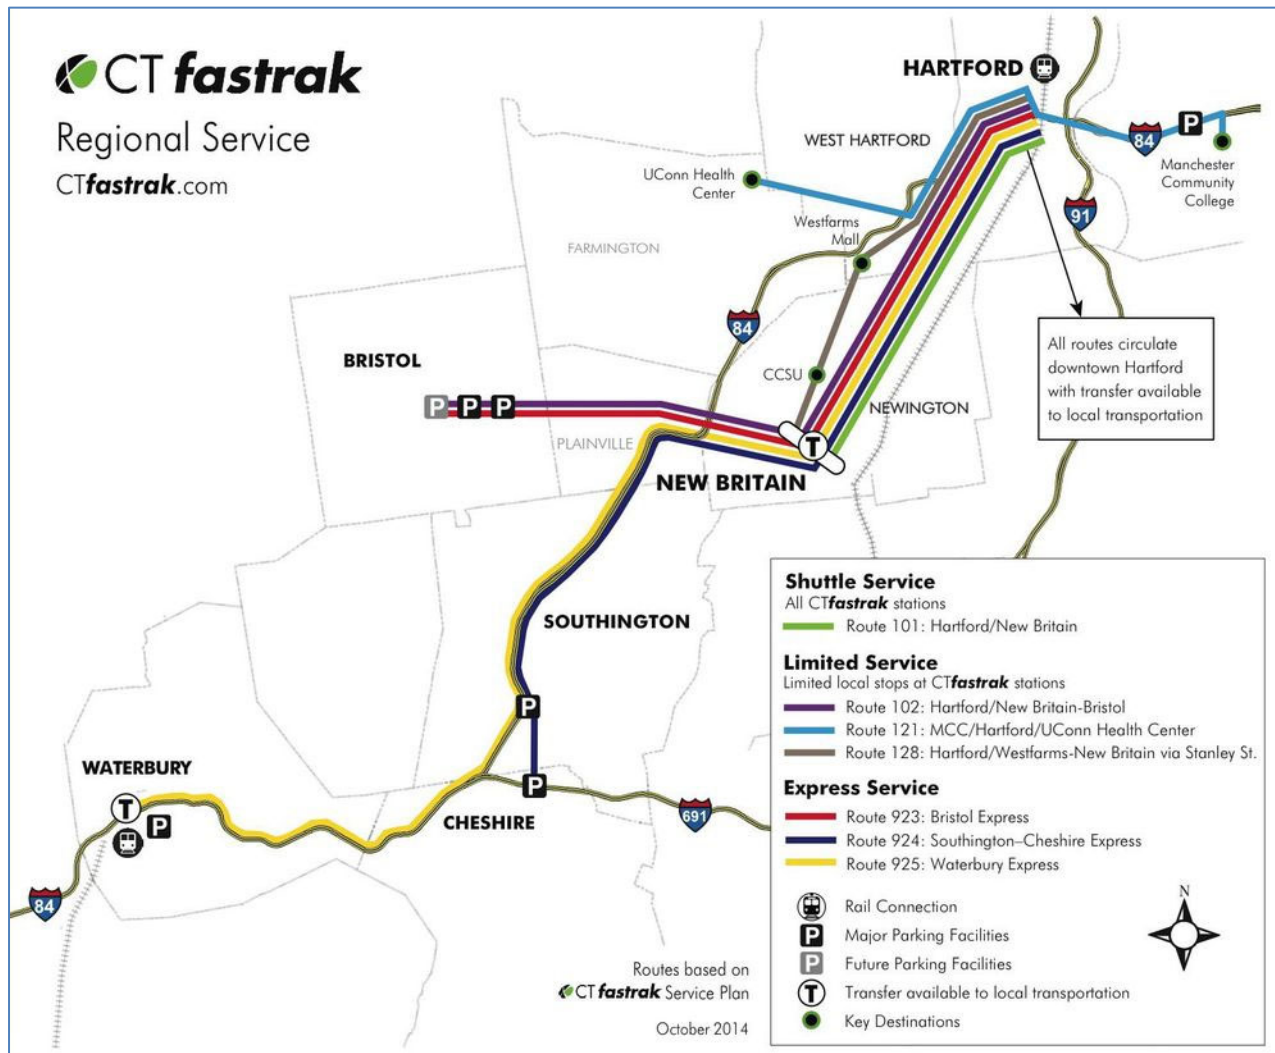 CT fastrak
Regional Service
CTfastrak.com
HARTFORD
WEST HARTFORD
84
P
Manchester
Community
College
UConn Health
Center
91
Westfarms
Mall
FARMINGTON
84
BRISTOL
All routes circulate
downtown Hartford
with transfer available
to local transportation
CCSU
P P P
NEWINGTON
PLAINVILLE
T
NEW BRITAIN
SOUTHINGTON
P
WATERBURY
P
T
P
CHESHIRE
691
84
Shuttle Service
All CTfastrak stations
Route 101: Hartford/New Britain
Limited Service
Limited local stops at CTfastrak stations
Route 102: Hartford/New Britain-Bristol
Route 121: MCC/Hartford/UConn Health Center
Route 128: Hartford/Westfarms-New Britain via Stanley St.
Express Service
Route 923: Bristol Express
Route 924: Southington–Cheshire Express
Route 925: Waterbury Express
Rail Connection
P Major Parking Facilities
P Future Parking Facilities
T Transfer available to local transportation
Key Destinations
N
Routes based on
CT fastrak Service Plan
October 2014